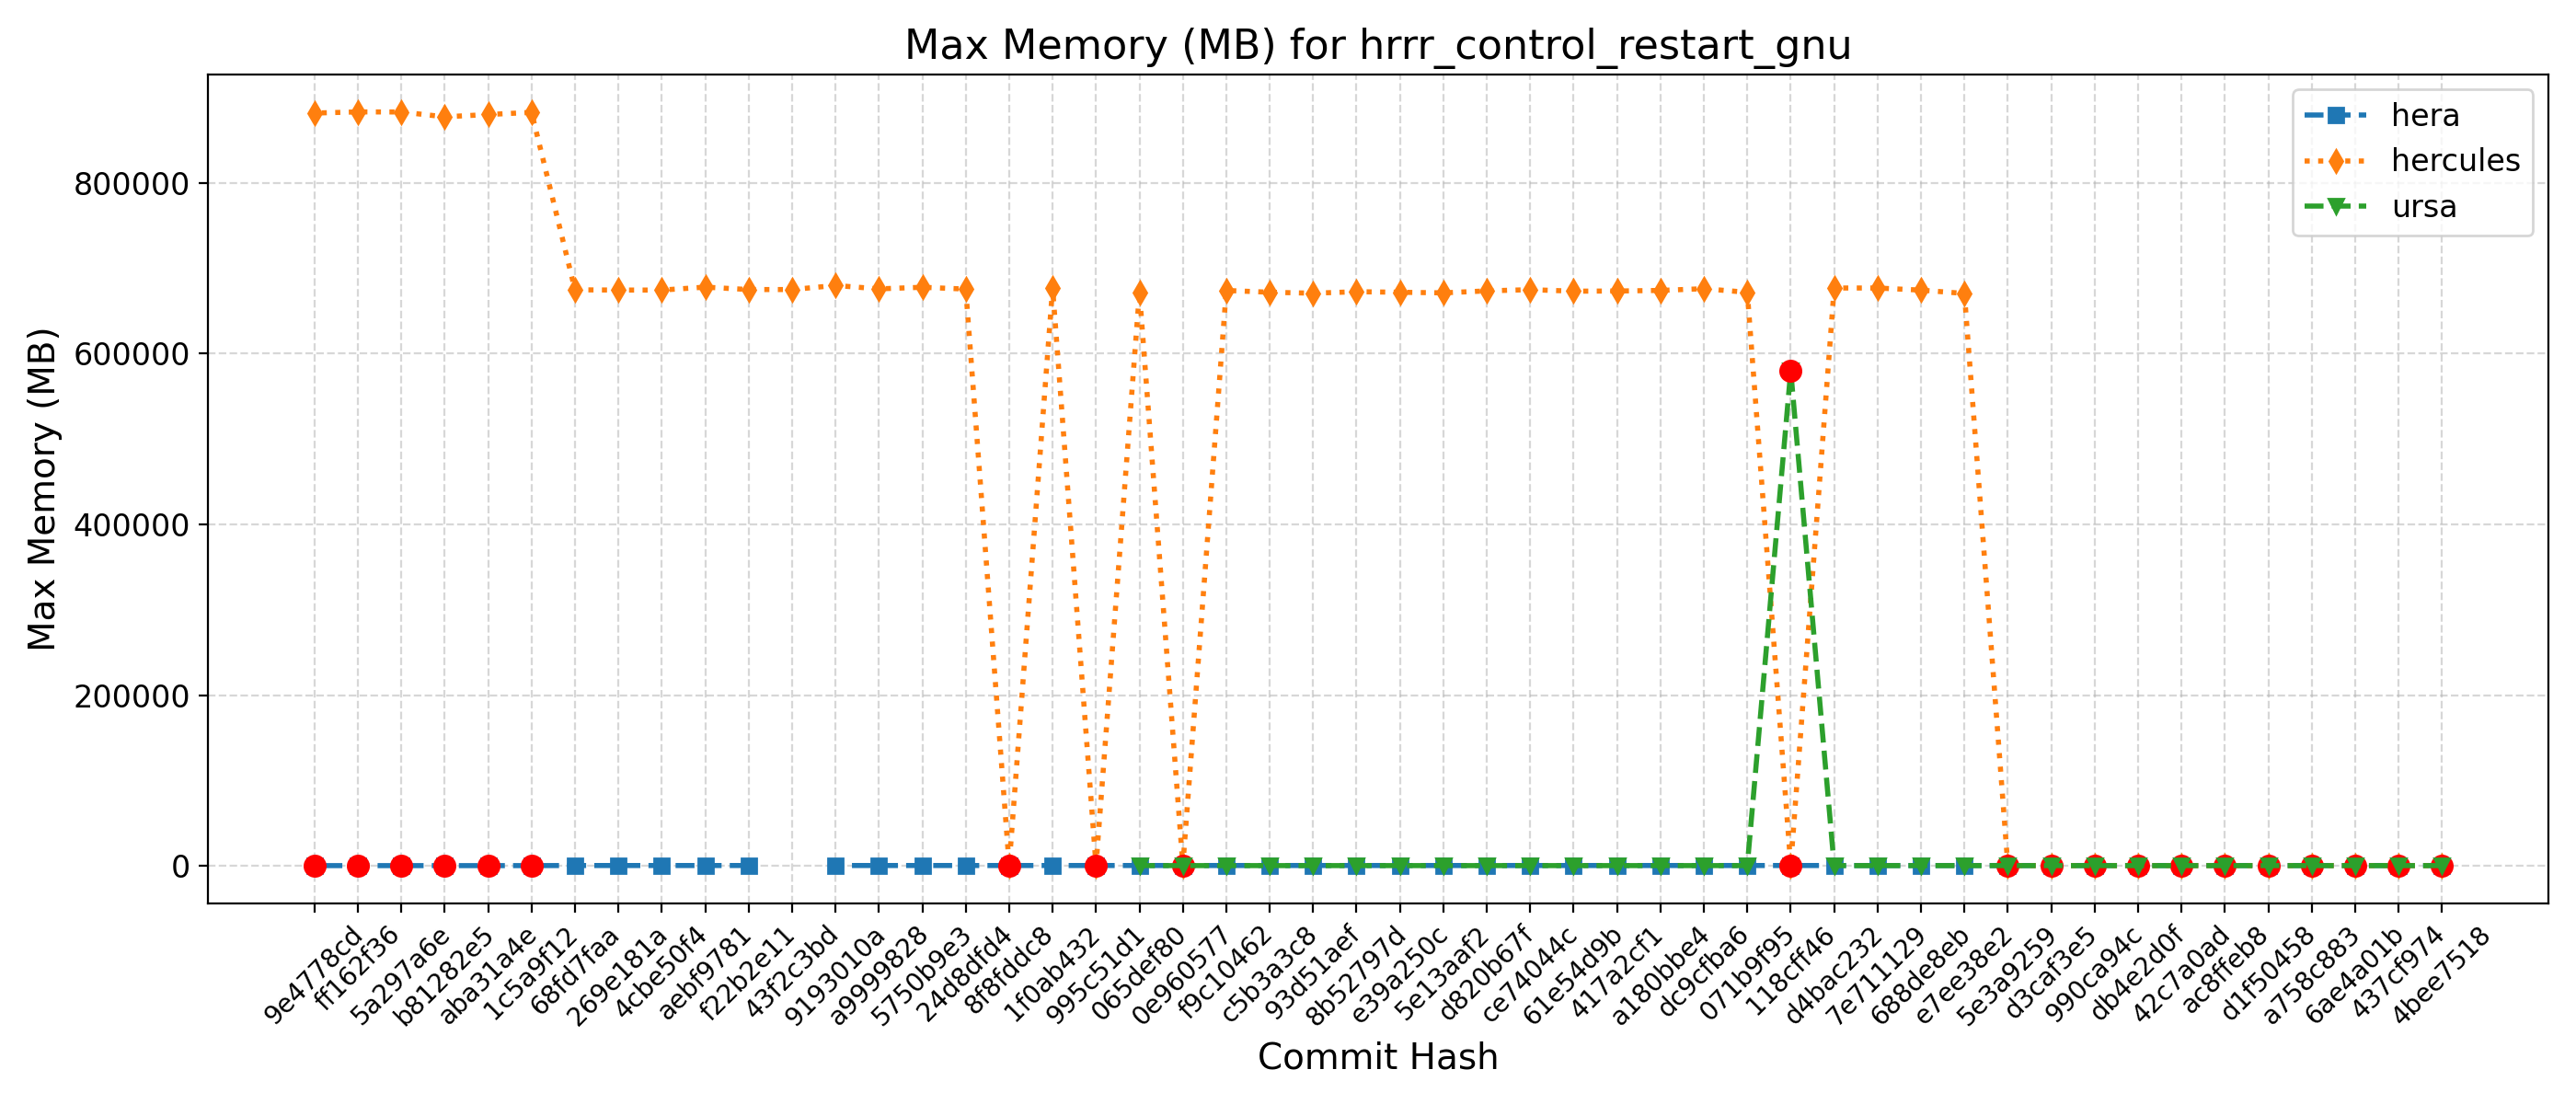 Max Memory (MB) for hrrr_control_restart_gnu
hera
hercules
ursa
Max Memory (MB)
800000
600000
400000
200000
0
9e4778cd
ff162f36
5a297a6e
b81282e5
aba31a4e
1c5a9f12
68fd7faa
269e181a
4cbe50f4
aebf9781
f22b2e11
43f2c3bd
9193010a
a9999828
5750b9e3
24d8dfd4
8f8fddc8
1f0ab432
995c51d1
065def80
0e960577
f9c10462
c5b3a3c8
93d51aef
8b52797d
e39a250c
5e13aaf2
d820b67f
ce74044c
61e54d9b
417a2cf1
a180bbe4
dc9cfba6
071b9f95
118cff46
d4bac232
7e711129
688de8eb
e7ee38e2
5e3a9259
d3caf3e5
990ca94c
db4e2d0f
42c7a0ad
ac8ffeb8
d1f50458
a758c883
6ae4a01b
437cf974
4bee7518
Commit Hash